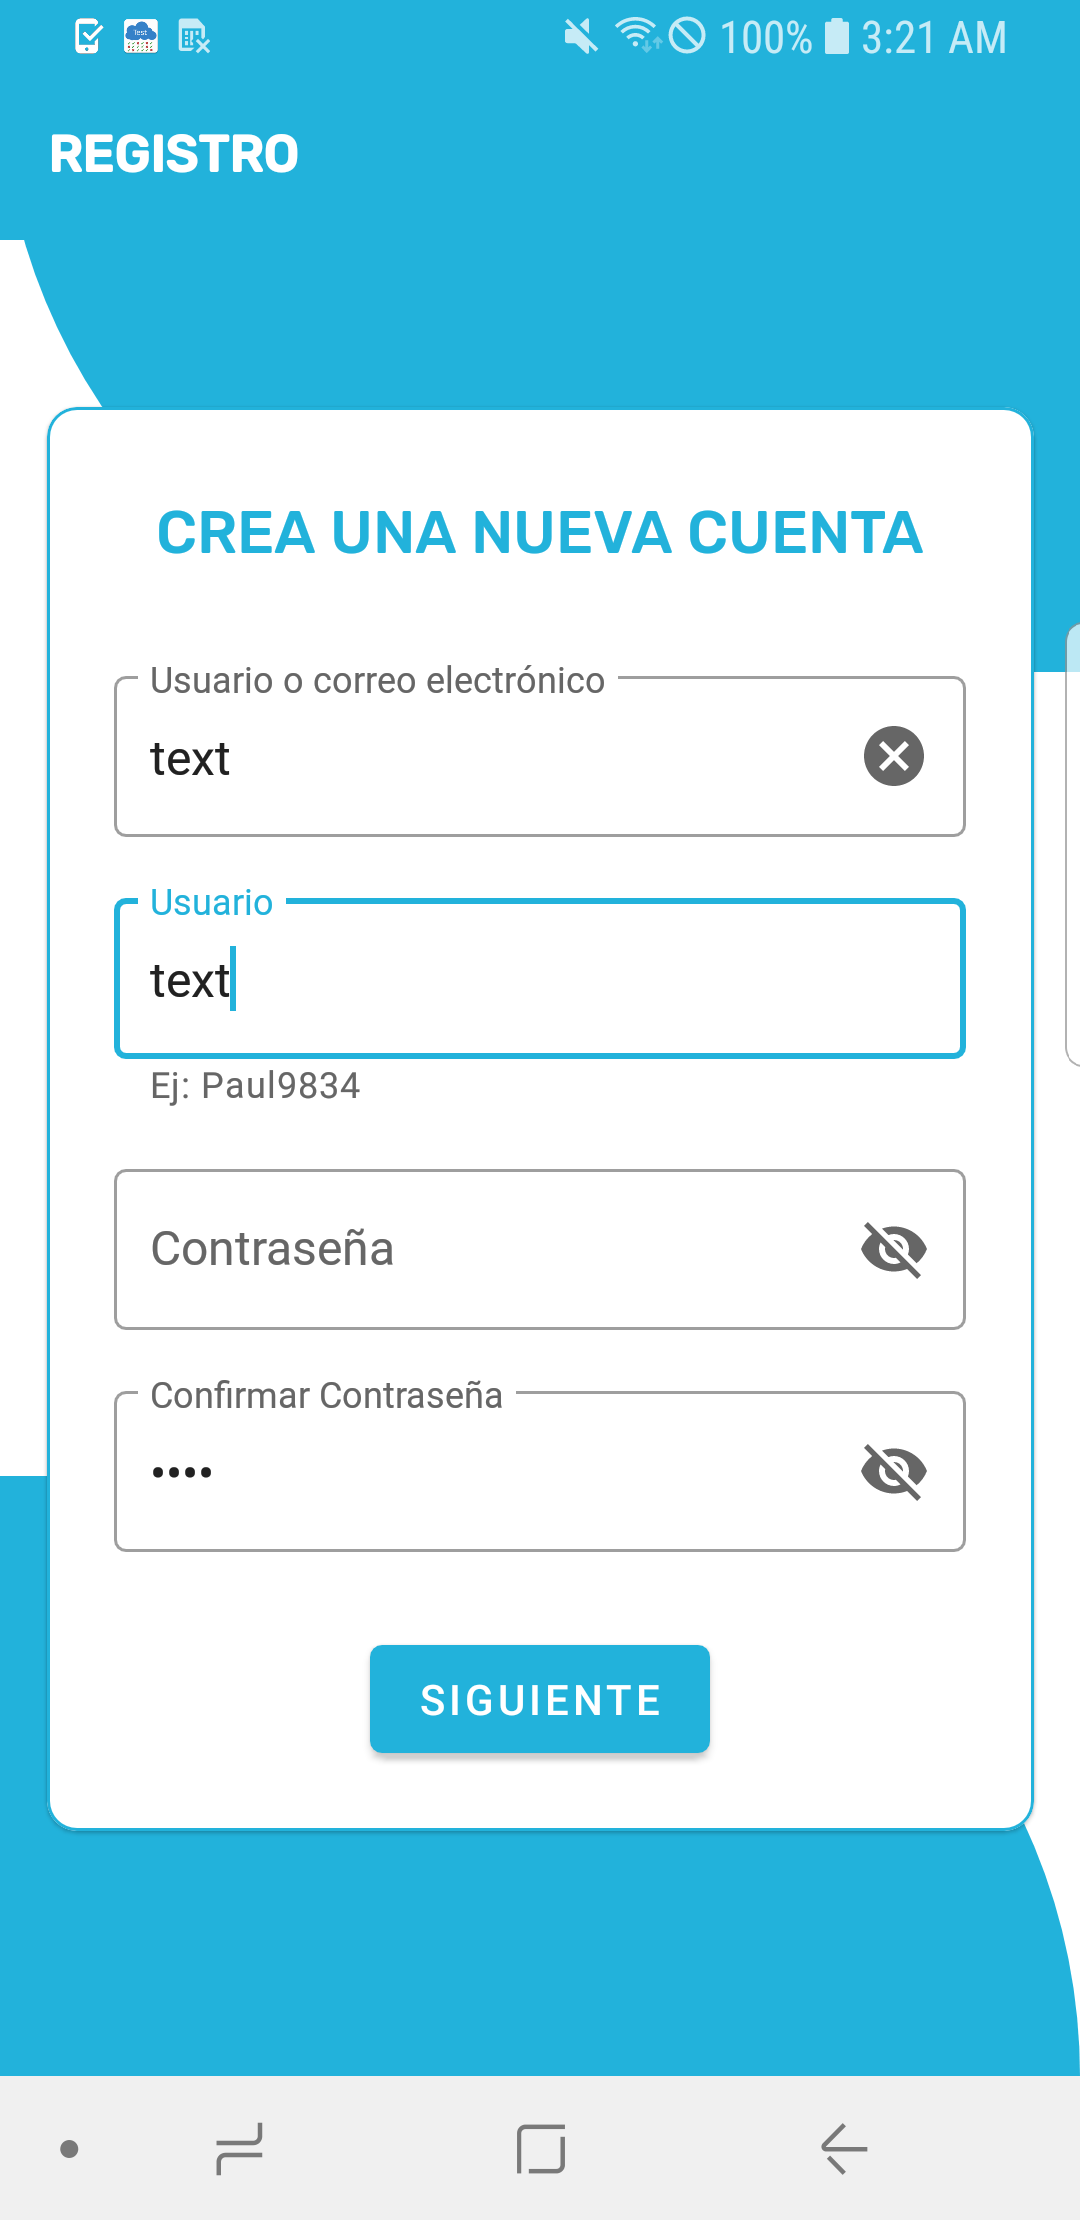 Test
100% 3:21 AM
REGISTRO
CREA UNA NUEVA CUENTA
Usuario o correo electrónico
text
Usuario
text
Ej: Paul9834
Contraseña
Confirmar Contraseña
••••
SIGUIENTE